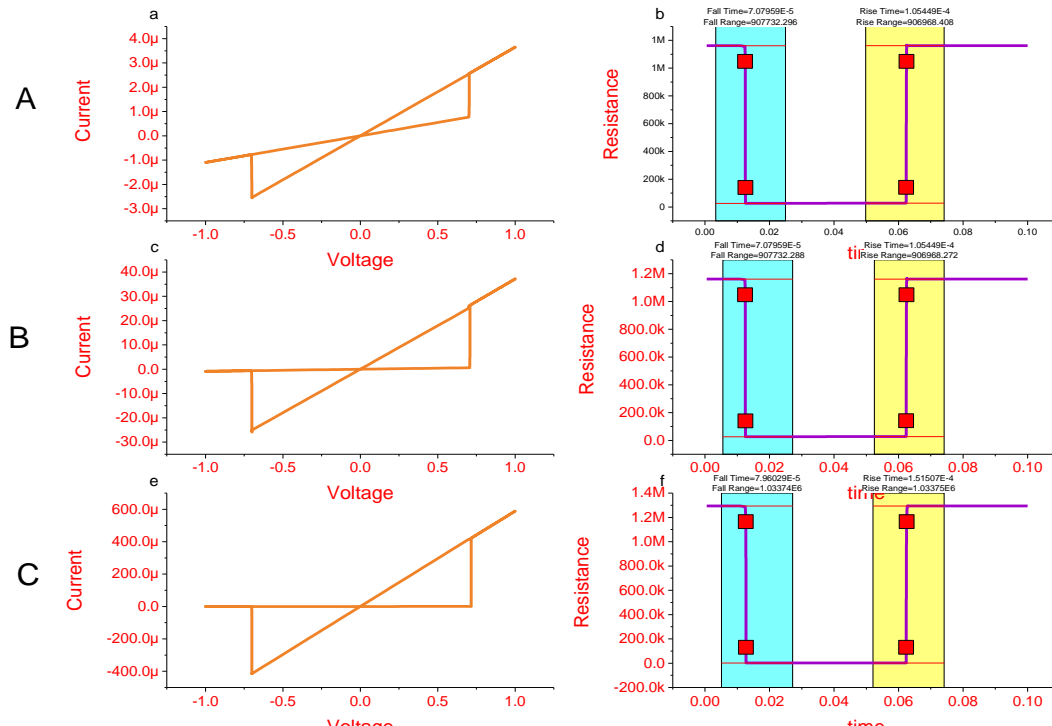 a
A
Current
4.0µ
3.0µ
2.0µ
1.0µ
0.0
-1.0µ
-2.0µ
-3.0µ
-1.0 -0.5 0.0 0.5 1.0
Voltage
b
Fall Time=7.07959E-5
Fall Range=907732.296
Rise Time=1.05449E-4
Rise Range=906968.408
Resistance
1M
1M
800k
600k
400k
200k
0
0.00 0.02 0.04 0.06 0.08 0.10
c
B
Current
40.0µ
30.0µ
20.0µ
10.0µ
0.0
-10.0µ
-20.0µ
-30.0µ
-1.0 -0.5 0.0 0.5 1.0
Voltage
d
Fall Time=7.07959E-5
Fall Range=907732.288
Rise Time=1.05449E-4
Rise Range=906968.272
Resistance
1.2M
1.0M
800.0k
600.0k
400.0k
200.0k
0.0
0.00 0.02 0.04 0.06 0.08 0.10
time
e
C
Current
600.0µ
400.0µ
200.0µ
0.0
-200.0µ
-400.0µ
-1.0 -0.5 0.0 0.5 1.0
Voltage
f
Fall Time=7.96029E-5
Fall Range=1.03374E6
Rise Time=1.51507E-4
Rise Range=1.03375E6
Resistance
1.4M
1.2M
1.0M
800.0k
600.0k
400.0k
200.0k
0.0
-200.0k
0.00 0.02 0.04 0.06 0.08 0.10
time